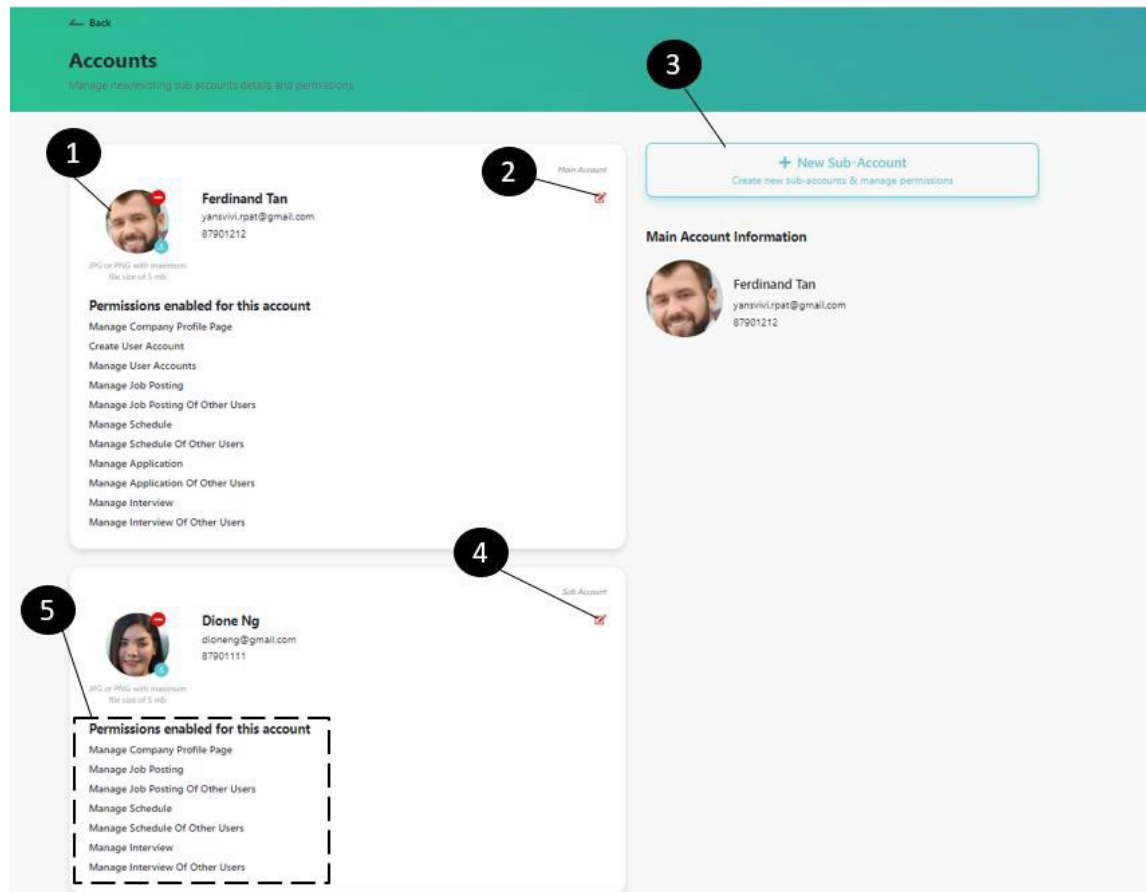 Back
Accounts
Manage new/existing sub accounts details and permissions
3
1
2
Main Account
Ferdinand Tan
yansvivi.rpat@gmail.com
87901212
JPG or PNG with maximum
file size of 5 mb
Permissions enabled for this account
Manage Company Profile Page
Create User Account
Manage User Accounts
Manage Job Posting
Manage Job Posting Of Other Users
Manage Schedule
Manage Schedule Of Other Users
Manage Application
Manage Application Of Other Users
Manage Interview
Manage Interview Of Other Users
+ New Sub-Account
Create new sub-accounts & manage permissions
Main Account Information
Ferdinand Tan
yansvivi.rpat@gmail.com
87901212
4
5
Sub Account
Dione Ng
dioneng@gmail.com
87901111
JPG or PNG with maximum
file size of 5 mb
Permissions enabled for this account
Manage Company Profile Page
Manage Job Posting
Manage Job Posting Of Other Users
Manage Schedule
Manage Schedule Of Other Users
Manage Interview
Manage Interview Of Other Users